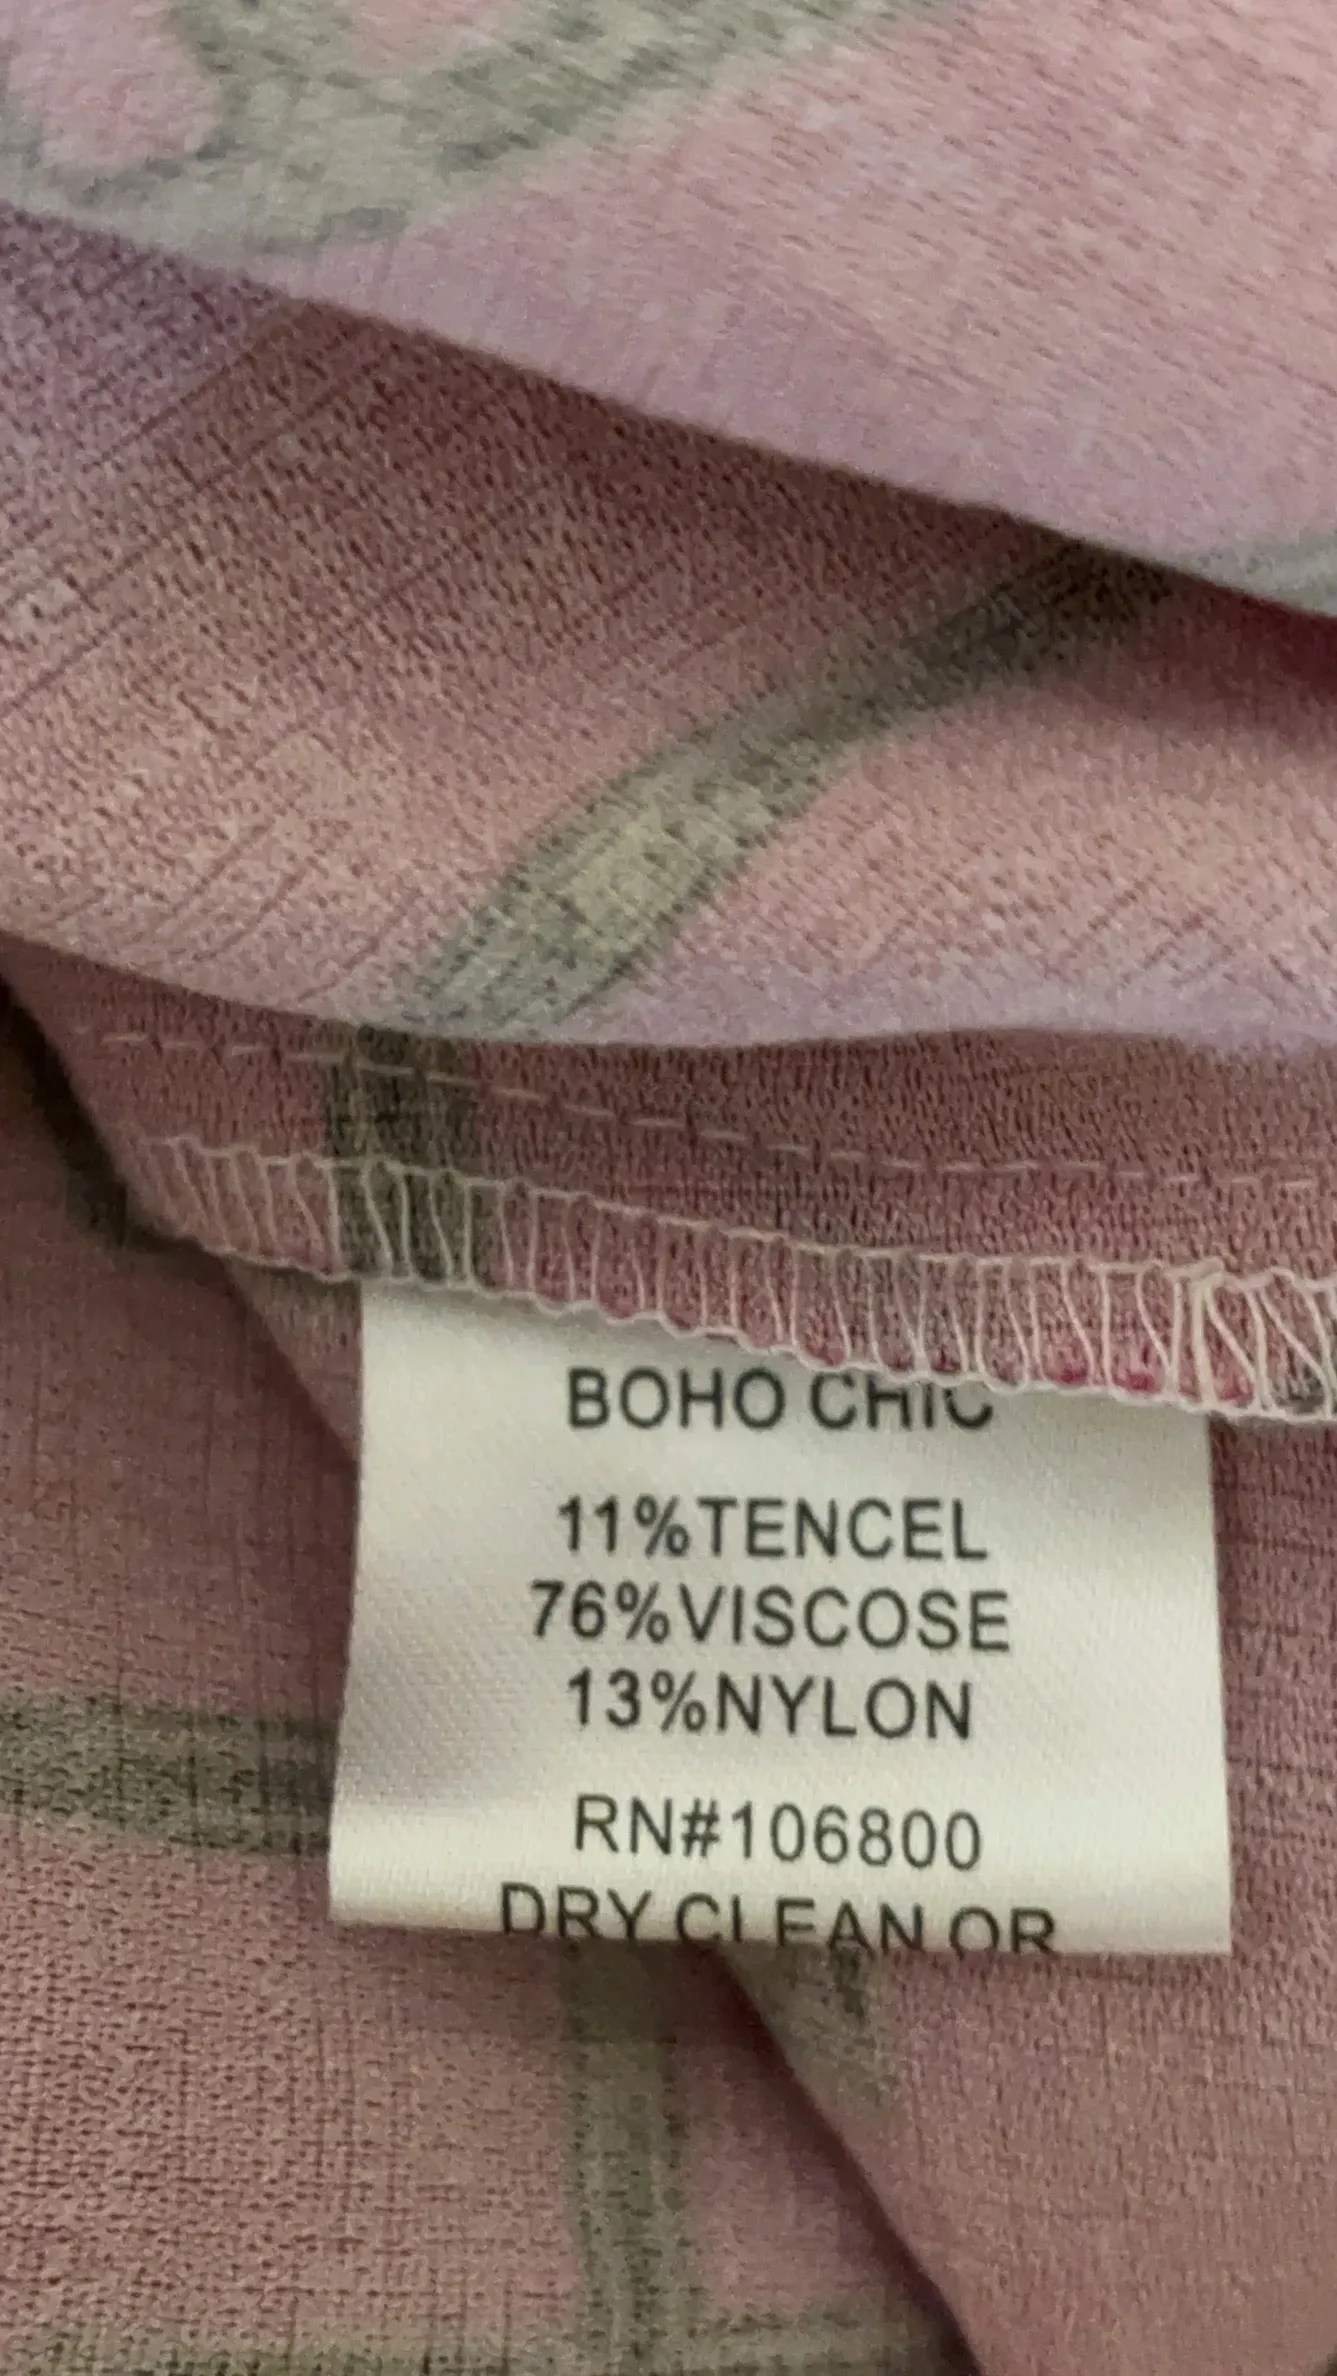 BOHO CHIC
11%TENCEL
76%VISCOSE
13%NYLON
RN#106800
DRY CLEAN OR